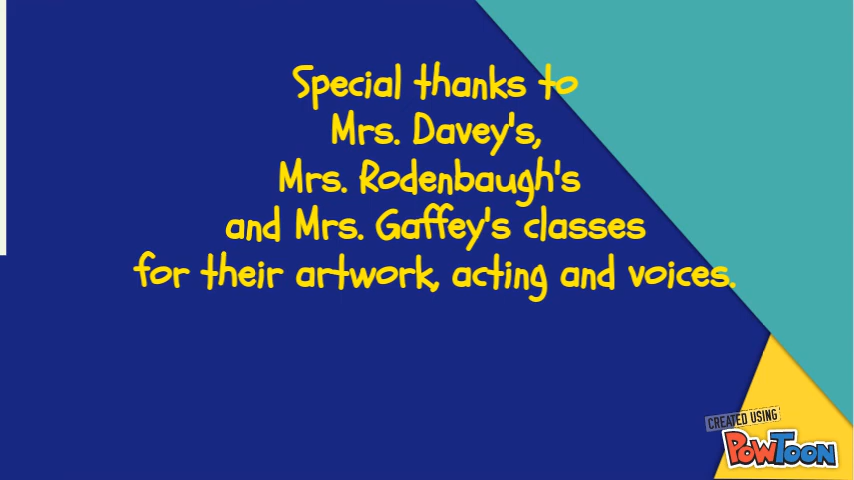 Special thanks to
Mrs. Davey's,
Mrs. Rodenbaugh's
and Mrs. Gaffey's classes
for their artwork, acting and voices.
CREATED USING
POWTOON